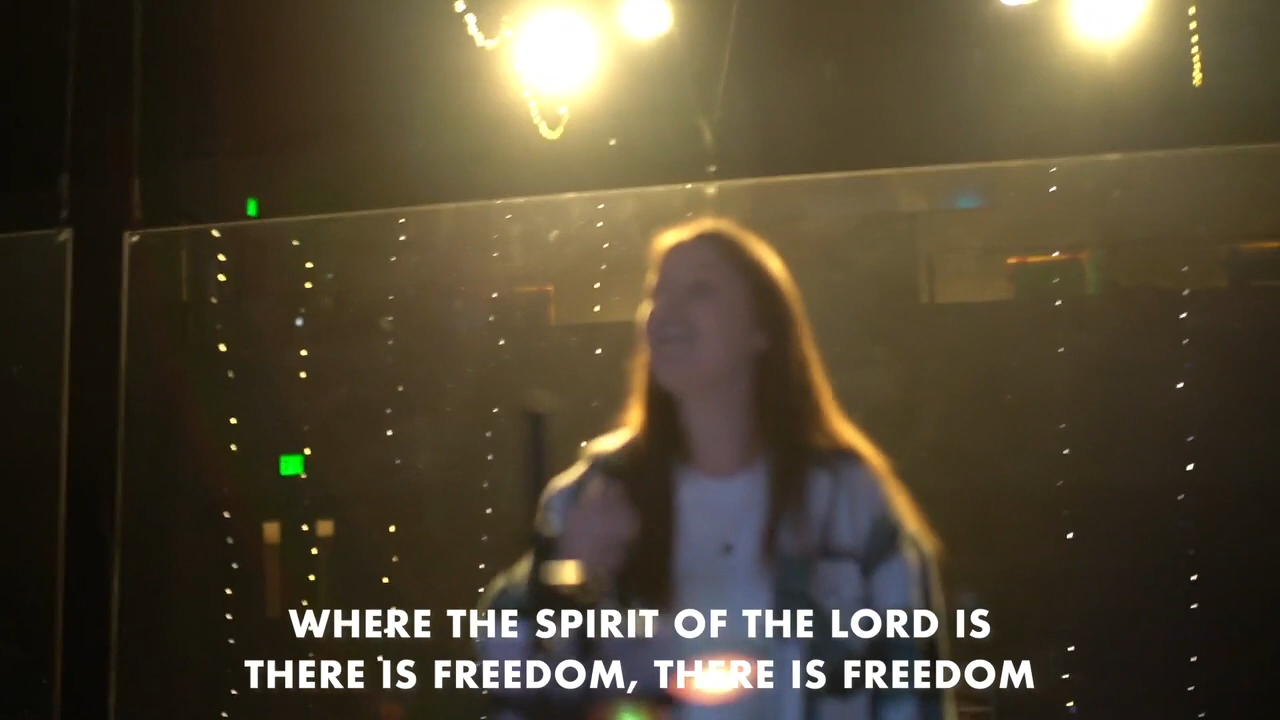 WHERE THE SPIRIT OF THE LORD IS
THERE IS FREEDOM, THERE IS FREEDOM